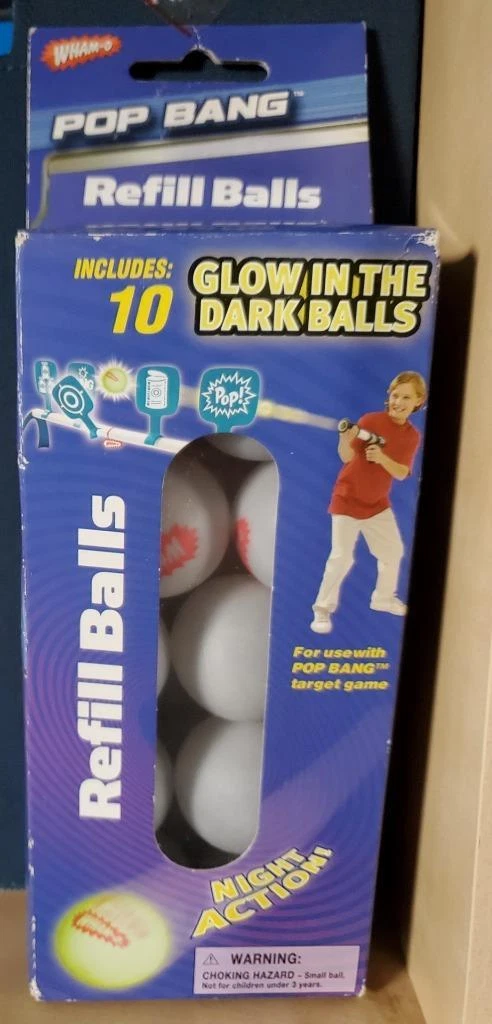 WHAM-O
POP BANG™
Refill Balls
INCLUDES:
10
GLOW IN THE
DARK BALLS
Pop!
Refill Balls
For use with
POP BANG™
target game
NIGHT
ACTION!
⚠ WARNING:
CHOKING HAZARD – Small ball.
Not for children under 3 years.